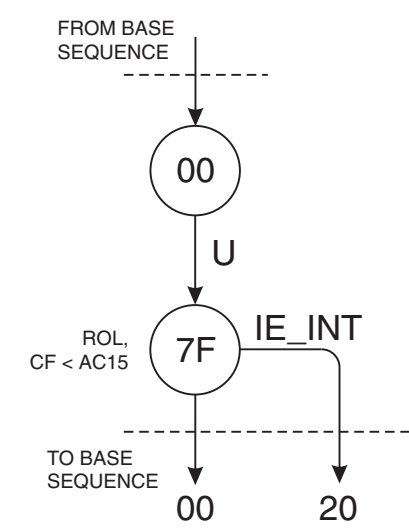 FROM BASE
SEQUENCE
00
U
IE_INT
ROL,
CF < AC15
7F
TO BASE
SEQUENCE
00
20